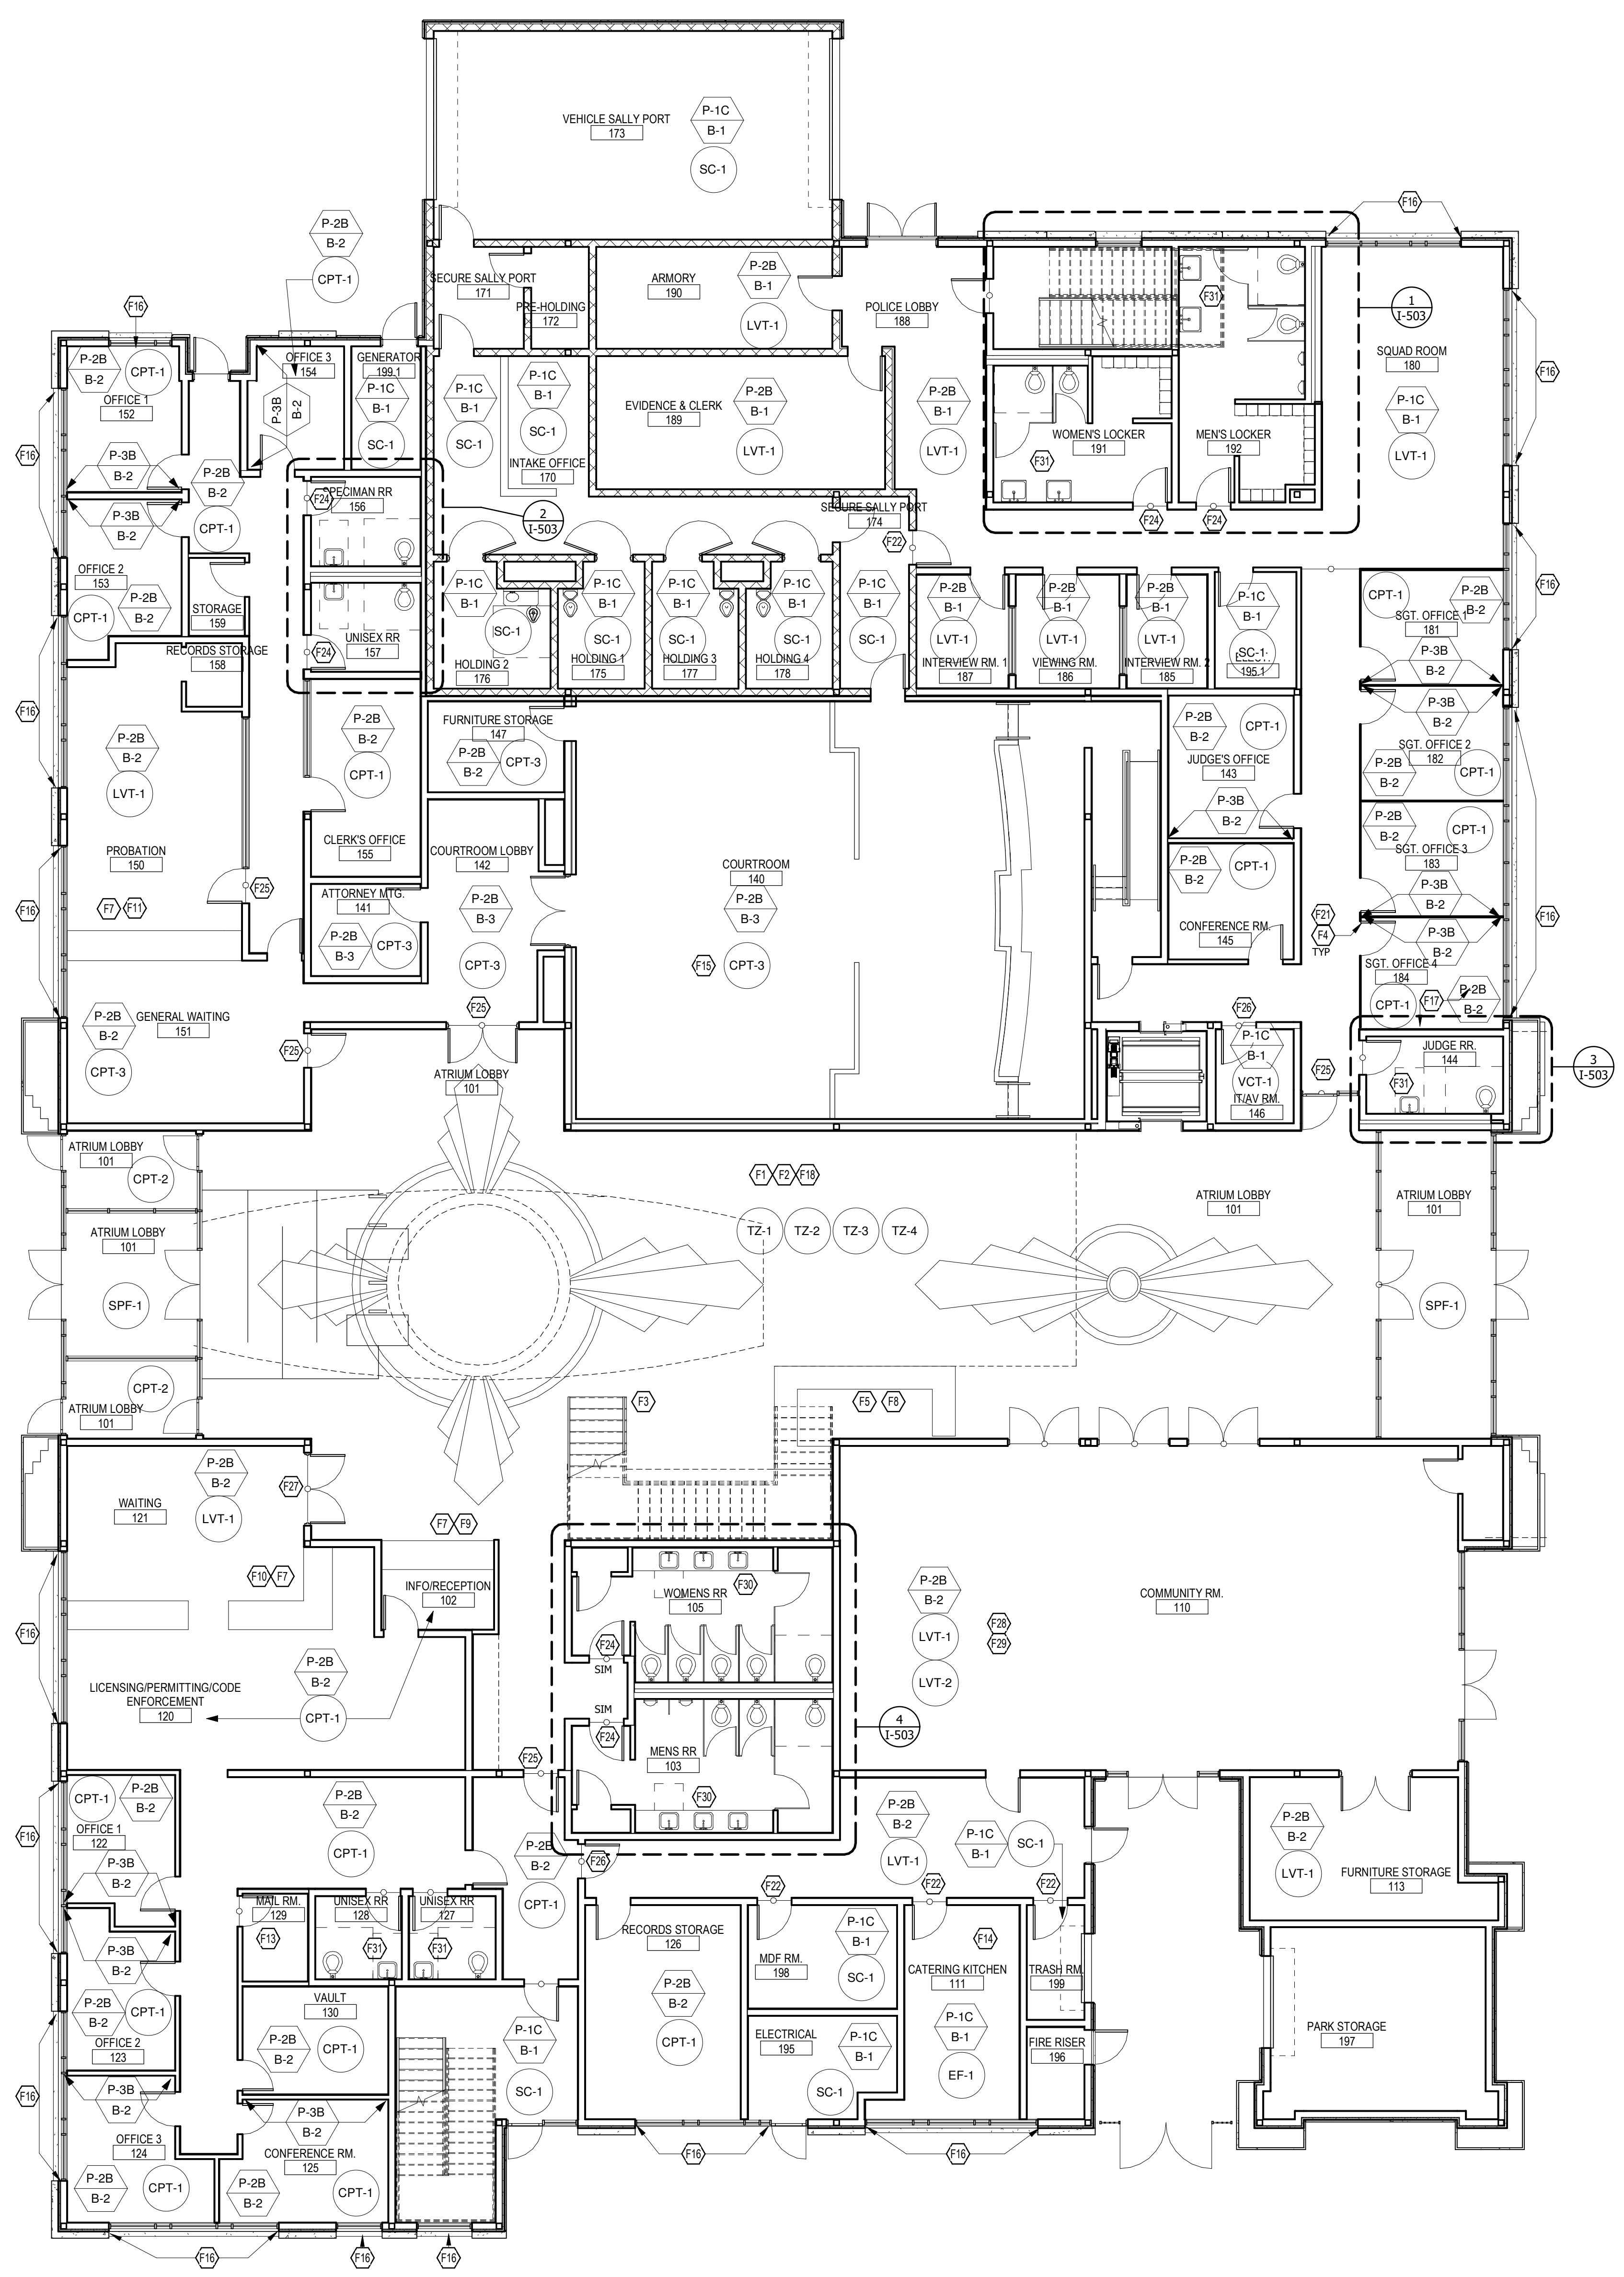 VEHICLE SALLY PORT
173
P-1C
B-1
SC-1
P-2B
B-2
CPT-1
F16
SECURE SALLY PORT
171
PRE-HOLDING
172
ARMORY
190
P-2B
B-1
LVT-1
POLICE LOBBY
188
F31
1
I-503
SQUAD ROOM
180
P-1C
B-1
LVT-1
F16
F16
P-2B
B-2
CPT-1
OFFICE 1
152
OFFICE 3
154
P-3B
B-2
GENERATOR
199.1
P-1C
B-1
SC-1
P-1C
B-1
SC-1
P-1C
B-1
SC-1
INTAKE OFFICE
170
EVIDENCE & CLERK
189
P-2B
B-1
LVT-1
P-2B
B-1
LVT-1
WOMEN'S LOCKER
191
F31
MEN'S LOCKER
192
F24
F24
F16
P-3B
B-2
P-3B
B-2
P-2B
B-2
CPT-1
F24
SPECIMAN RR
156
2
I-503
SECURE SALLY PORT
174
F22
OFFICE 2
153
P-2B
B-2
CPT-1
STORAGE
159
UNISEX RR
157
F24
RECORDS STORAGE
158
P-1C
B-1
SC-1
HOLDING 2
176
P-1C
B-1
SC-1
HOLDING 1
175
P-1C
B-1
SC-1
HOLDING 3
177
P-1C
B-1
SC-1
HOLDING 4
178
P-1C
B-1
SC-1
P-2B
B-1
LVT-1
INTERVIEW RM. 1
187
P-2B
B-1
LVT-1
VIEWING RM.
186
P-2B
B-1
LVT-1
INTERVIEW RM. 2
185
P-1C
B-1
SC-1
195.1
CPT-1
P-2B
B-2
SGT. OFFICE 1
181
F16
P-3B
B-2
P-3B
B-2
SGT. OFFICE 2
182
P-2B
B-2
CPT-1
F16
P-2B
B-2
LVT-1
PROBATION
150
F7
F11
F16
F25
P-2B
B-2
CPT-1
CLERK'S OFFICE
155
FURNITURE STORAGE
147
P-2B
B-2
CPT-3
COURTROOM LOBBY
142
P-2B
B-3
CPT-3
ATTORNEY MTG.
141
P-2B
B-3
CPT-3
COURTROOM
140
P-2B
B-3
F15
CPT-3
P-2B
B-2
CPT-1
JUDGE'S OFFICE
143
P-3B
B-2
P-2B
B-2
CPT-1
CONFERENCE RM.
145
P-2B
B-2
CPT-1
SGT. OFFICE 3
183
P-3B
B-2
F21
F4
TYP
P-3B
B-2
SGT. OFFICE 4
184
CPT-1
F17
P-2B
B-2
F16
P-2B
B-2
CPT-3
GENERAL WAITING
151
F25
F25
ATRIUM LOBBY
101
F26
P-1C
B-1
VCT-1
IT/AV RM.
146
F25
JUDGE RR.
144
F31
3
I-503
ATRIUM LOBBY
101
CPT-2
ATRIUM LOBBY
101
SPF-1
CPT-2
ATRIUM LOBBY
101
F1
F2
F18
TZ-1
TZ-2
TZ-3
TZ-4
ATRIUM LOBBY
101
ATRIUM LOBBY
101
SPF-1
F3
F5
F8
WAITING
121
P-2B
B-2
LVT-1
F27
F7
F9
F10
F7
INFO/RECEPTION
102
F16
P-2B
B-2
CPT-1
LICENSING/PERMITTING/CODE
ENFORCEMENT
120
WOMENS RR
105
F30
F24
SIM
SIM
F24
MENS RR
103
F30
4
I-503
P-2B
B-2
LVT-1
LVT-2
F28
F29
COMMUNITY RM.
110
F25
F16
CPT-1
P-2B
B-2
OFFICE 1
122
P-3B
B-2
P-2B
B-2
CPT-1
P-2B
B-2
CPT-1
F26
P-2B
B-2
LVT-1
P-1C
B-1
SC-1
P-2B
B-2
LVT-1
FURNITURE STORAGE
113
MAIL RM.
129
F13
UNISEX RR
128
F31
UNISEX RR
127
F31
F22
F22
F22
RECORDS STORAGE
126
P-2B
B-2
CPT-1
MDF RM.
198
P-1C
B-1
SC-1
CATERING KITCHEN
111
F14
P-1C
B-1
EF-1
TRASH RM.
199
P-3B
B-2
P-2B
B-2
CPT-1
OFFICE 2
123
VAULT
130
P-2B
B-2
CPT-1
P-1C
B-1
SC-1
ELECTRICAL
195
P-1C
B-1
SC-1
FIRE RISER
196
PARK STORAGE
197
F16
P-3B
B-2
OFFICE 3
124
P-2B
B-2
CPT-1
P-3B
B-2
CONFERENCE RM.
125
P-2B
B-2
CPT-1
F16
F16
F16
F16
F16